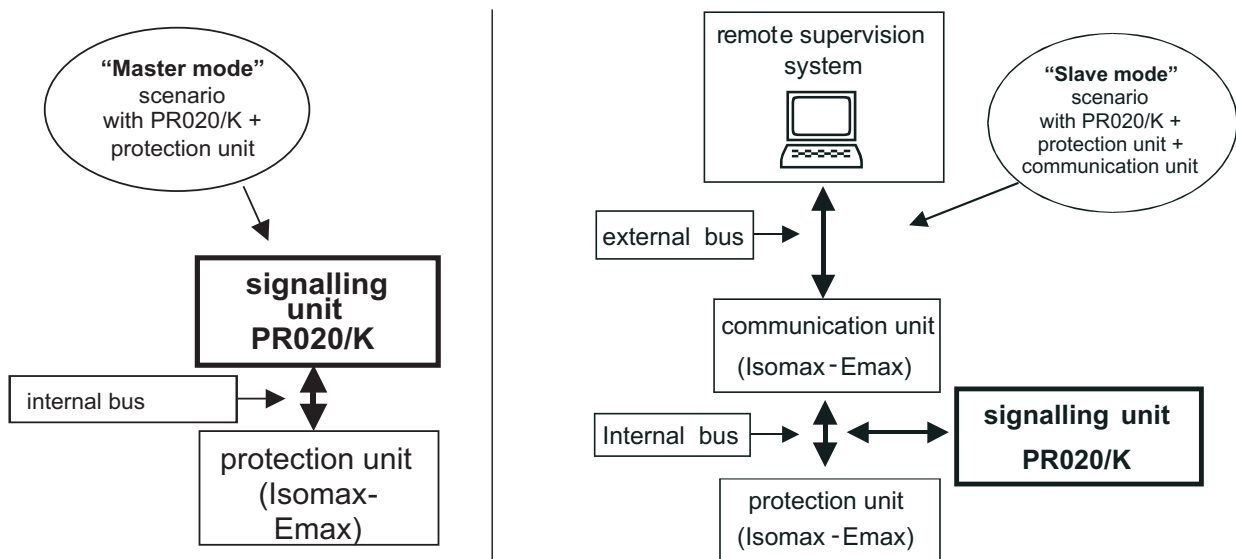 “Master mode”
scenario
with PR020/K +
protection unit
signalling
unit
PR020/K
internal bus
protection unit
(Isomax-
Emax)
remote supervision
system
“Slave mode”
scenario
with PR020/K +
protection unit +
communication unit
external bus
communication unit
(Isomax - Emax)
Internal bus
signalling unit
PR020/K
protection unit
(Isomax - Emax)